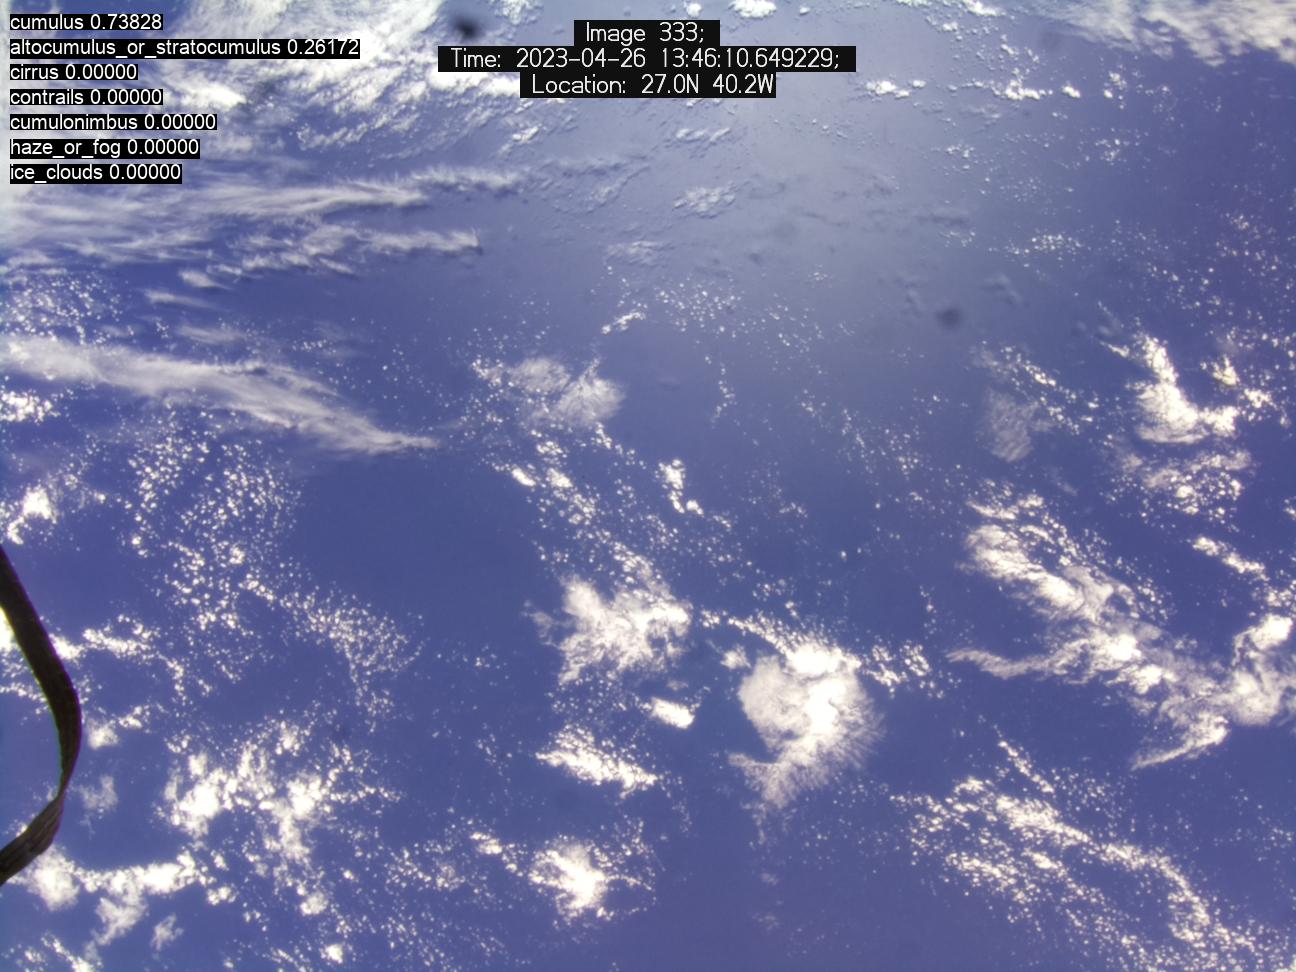 cumulus 0.73828
altocumulus_or_stratocumulus 0.26172
cirrus 0.00000
contrails 0.00000
cumulonimbus 0.00000
haze_or_fog 0.00000
ice_clouds 0.00000
Image 333;
Time: 2023-04-26 13:46:10.649229;
Location: 27.0N 40.2W